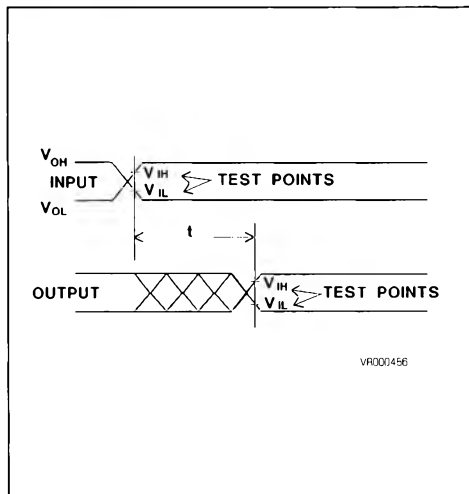 VOH
INPUT
VOL
VIH
VIL
TEST POINTS
t
OUTPUT
VIH
VIL
TEST POINTS
VR000456